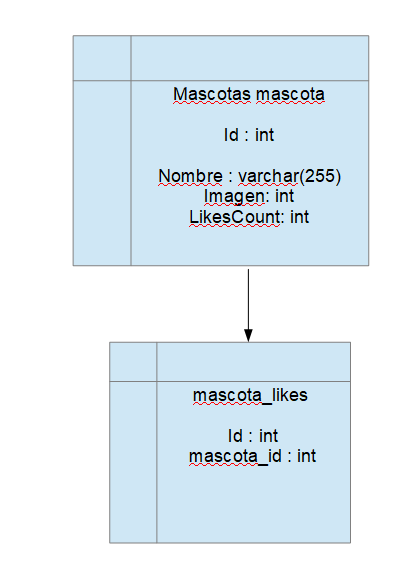 Mascotas mascota
Id : int
Nombre : varchar(255)
Imagen: int
LikesCount: int
mascota_likes
Id : int
mascota_id : int